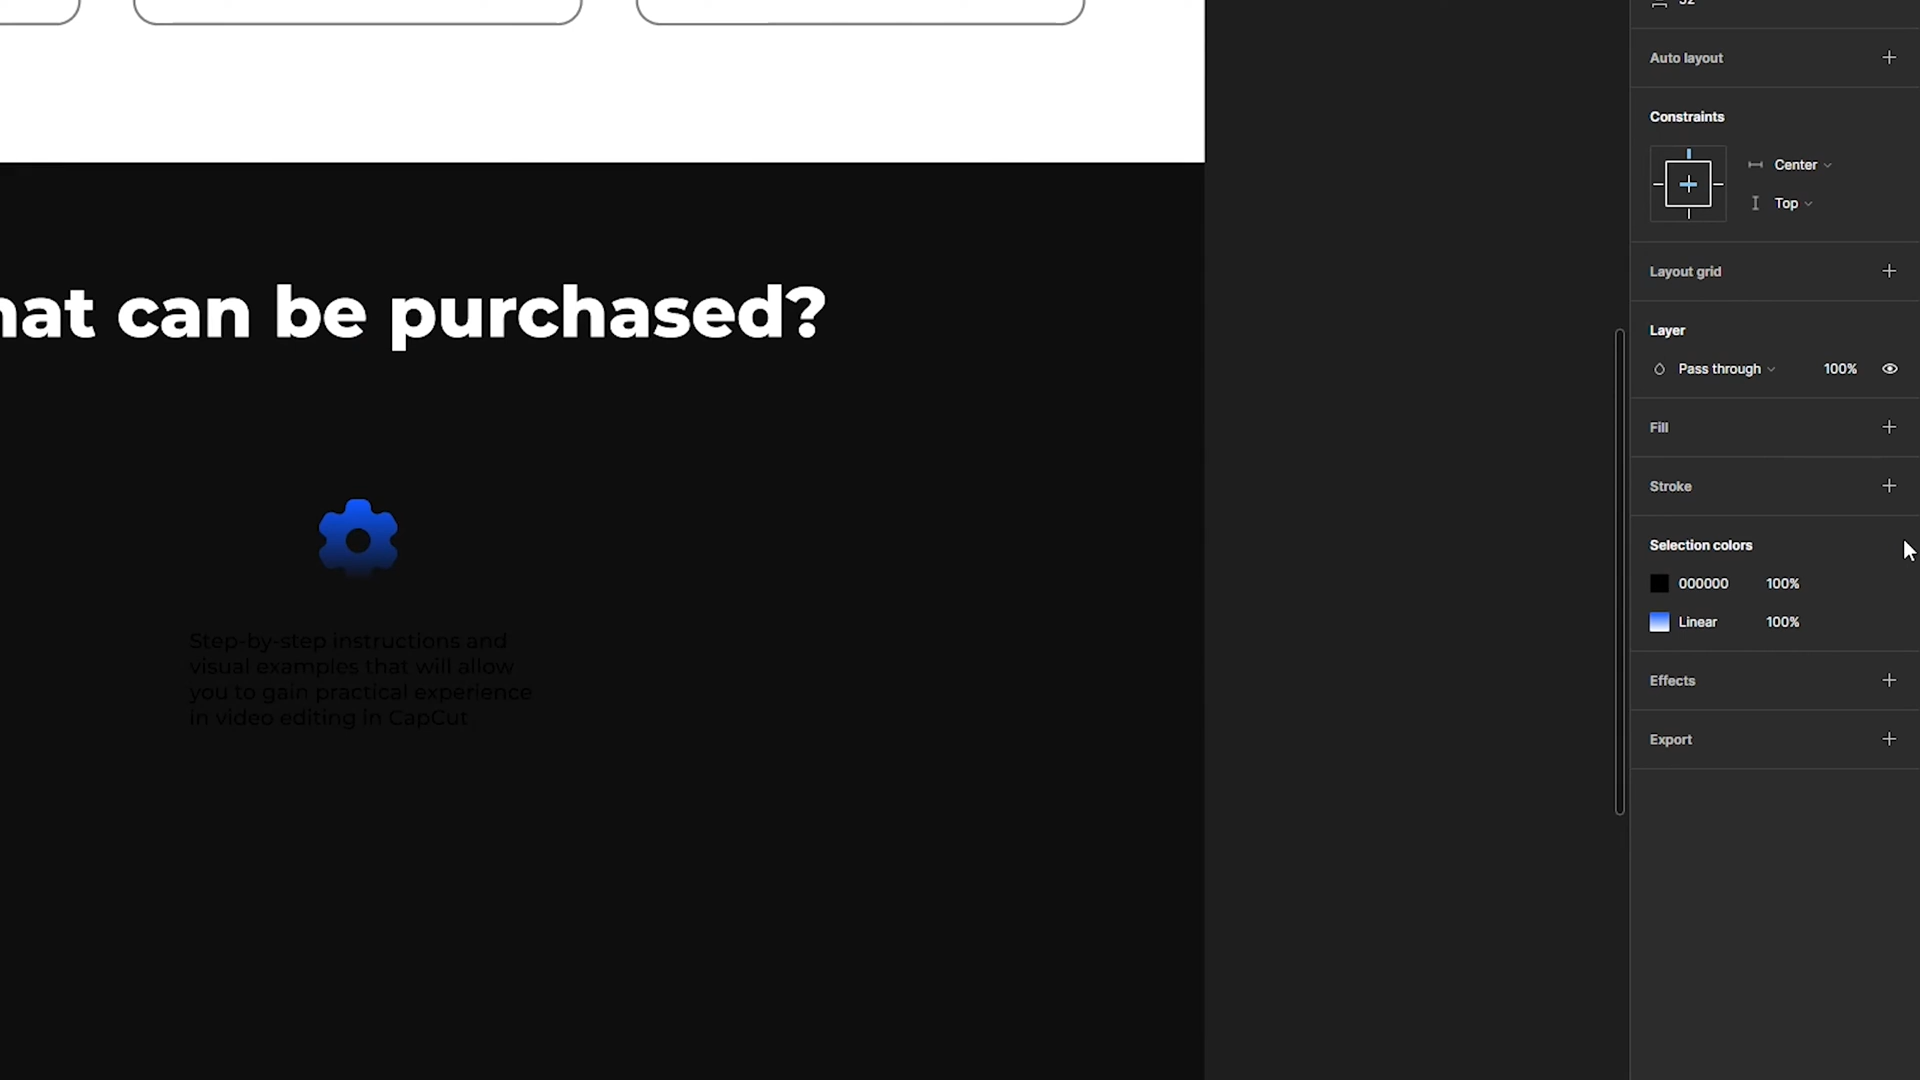 Auto layout
Constraints
Center
Top
Layout grid
Layer
Pass through 100%
Fill
Stroke
Selection colors
000000 100%
Linear 100%
Effects
Export
hat can be purchased?
Step-by-step instructions and
visual examples that will allow
you to gain practical experience
in video editing in CapCut